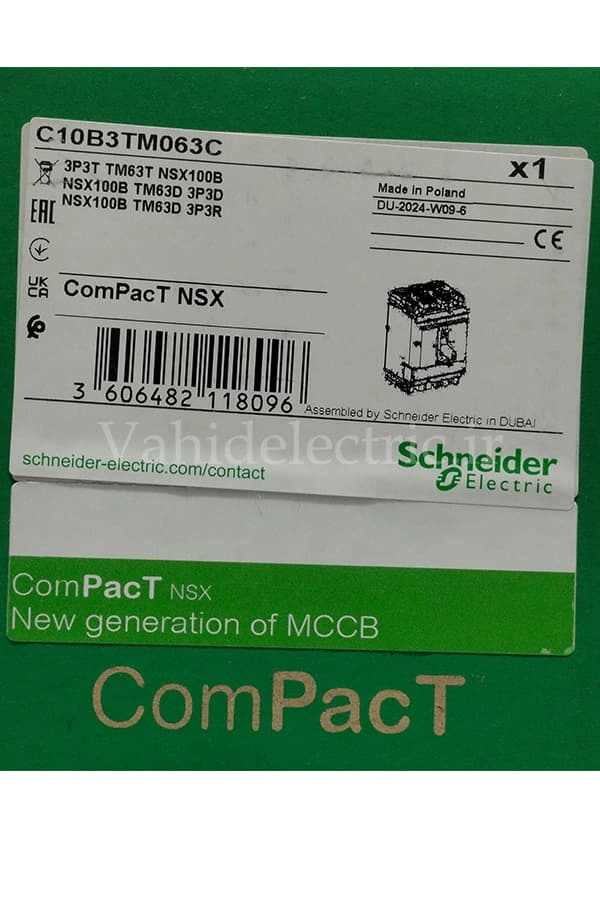 C10B3TM063C
x1
3P3T TM63T NSX100B
NSX100B TM63D 3P3D
NSX100B TM63D 3P3R
Made in Poland
DU-2024-W09-6
EAC
CE
UK
CA
ComPacT NSX
3 606482 118096
Assembled by Schneider Electric in DUBAI
Vahidelectric.ir
schneider-electric.com/contact
Schneider
Electric
ComPacT NSX
New generation of MCCB
ComPacT